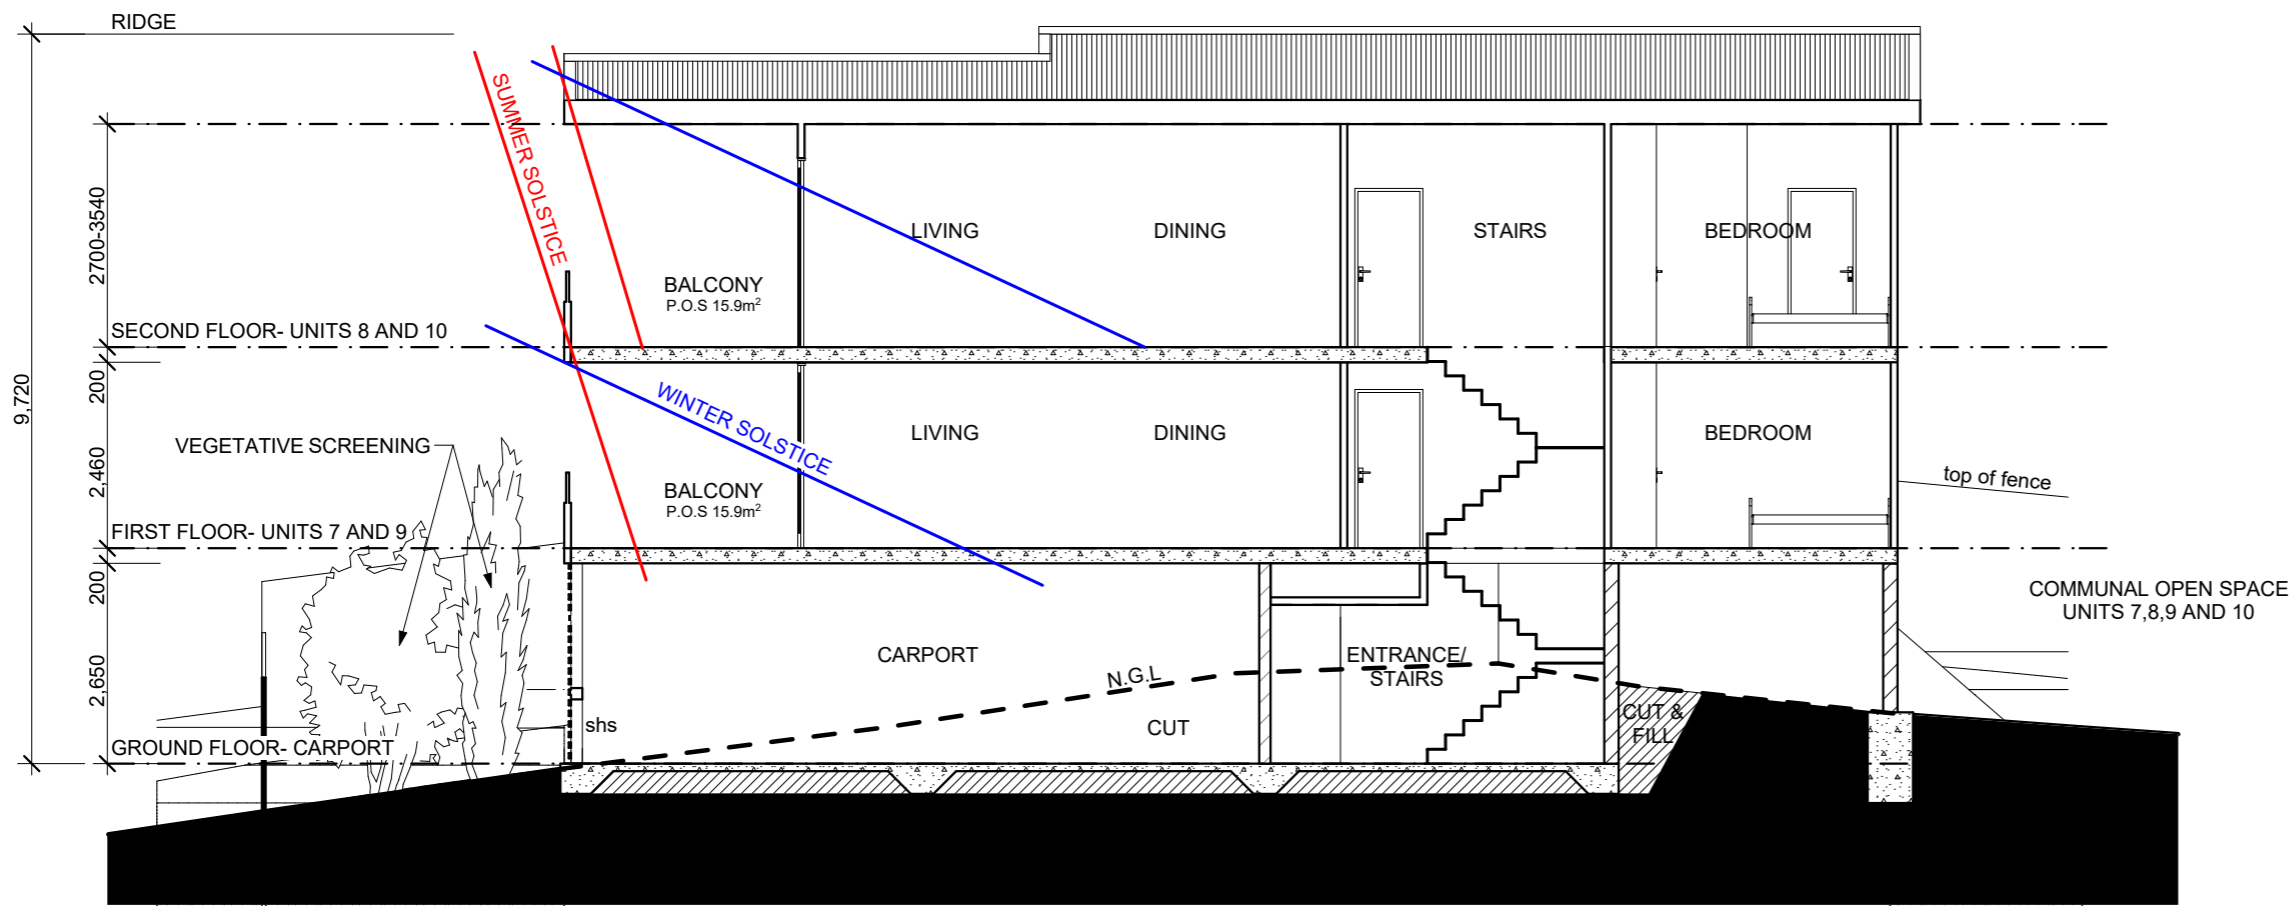 RIDGE
SUMMER SOLSTICE
2700-3540
LIVING
DINING
STAIRS
BEDROOM
BALCONY
P.O.S 15.9m²
SECOND FLOOR- UNITS 8 AND 10
200
9,720
WINTER SOLSTICE
VEGETATIVE SCREENING
LIVING
DINING
BEDROOM
2,460
BALCONY
P.O.S 15.9m²
top of fence
FIRST FLOOR- UNITS 7 AND 9
200
COMMUNAL OPEN SPACE
UNITS 7,8,9 AND 10
CARPORT
ENTRANCE/
STAIRS
N.G.L
2,650
shs
CUT
CUT &
FILL
GROUND FLOOR- CARPORT